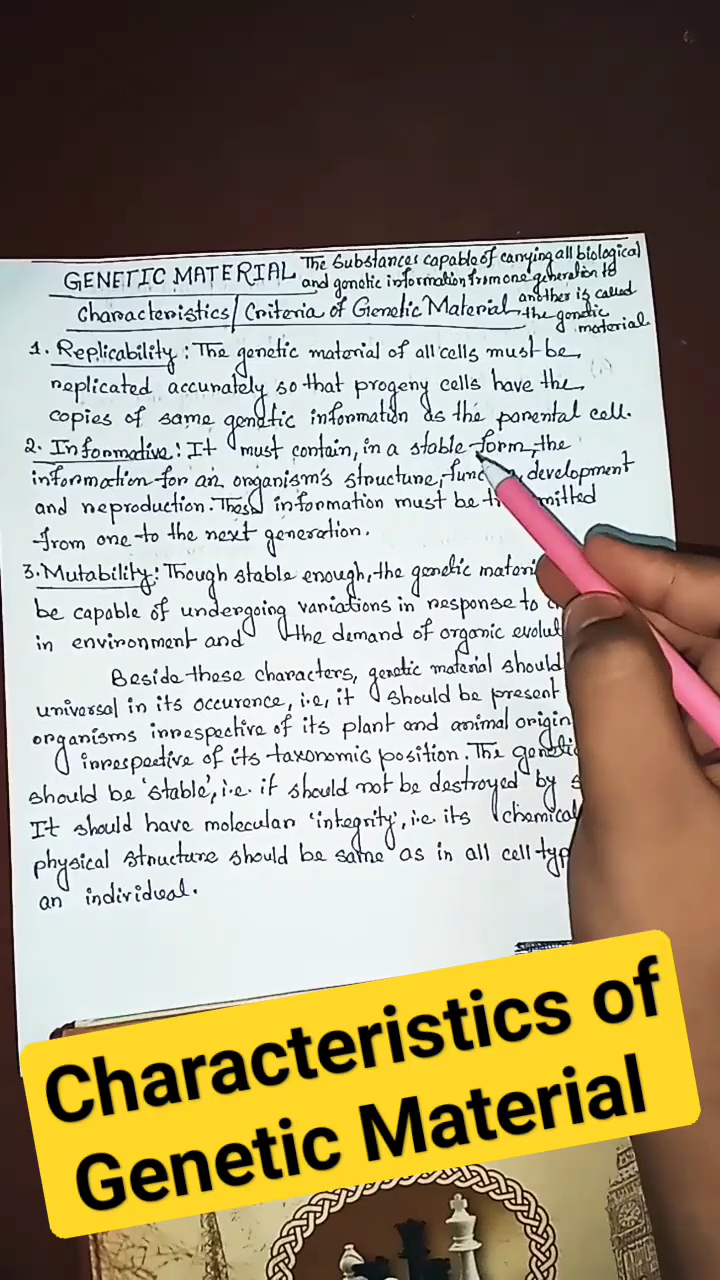 GENETIC MATERIAL
The Substances capable of carrying all biological
and genetic information from one generation to
another is called
the genetic
material
Characteristics/Criteria of Genetic Material
1. Replicability: The genetic material of all cells must be
replicated accurately so that progeny cells have the
copies of same genetic information as the parental cell.
2. Informative: It must contain, in a stable form, the
information for an organism's structure, func development
and reproduction. These information must be tr mitted
from one to the next generation.
3. Mutability: Though stable enough, the genetic materi
be capable of undergoing variations in response to
in environment and the demand of organic evolut
Beside these characters, genetic material should
universal in its occurence, i.e, it should be present
organisms irrespective of its plant and animal origin
irrespective of its taxonomic position. The genetic
should be 'stable', i.e. it should not be destroyed by
It should have molecular 'integrity', i.e its chemical
physical structure should be same as in all cell typ
an individual.
Characteristics of
Genetic Material